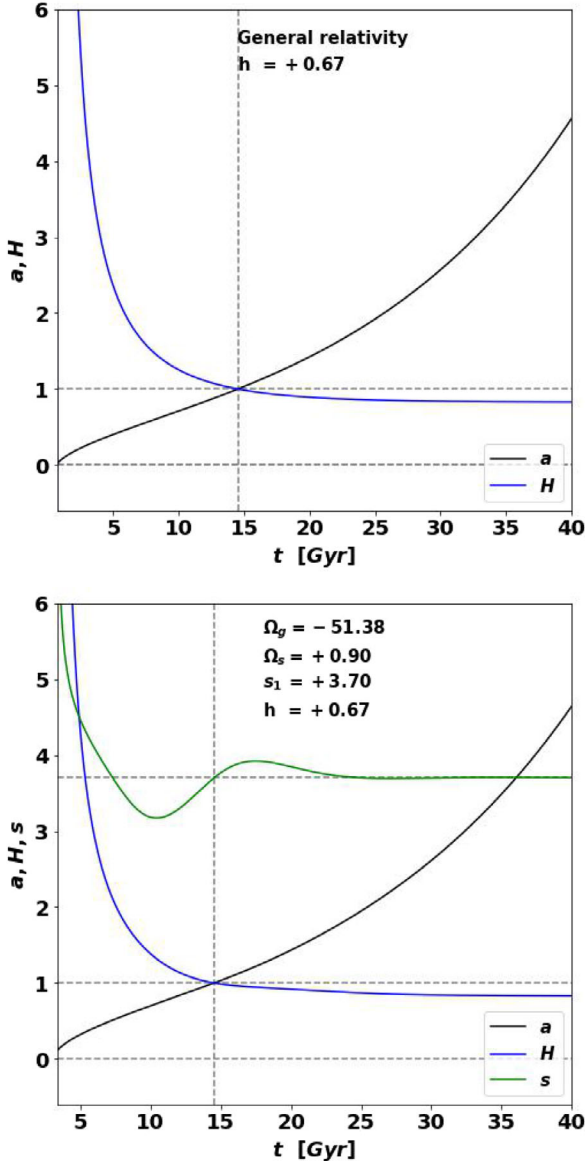 6
5
4
3
2
1
0
a, H
General relativity
h = +0.67
a
H
5 10 15 20 25 30 35 40
t [Gyr]
6
5
4
3
2
1
0
a, H, s
Ω_g = −51.38
Ω_s = +0.90
s_1 = +3.70
h = +0.67
a
H
s
5 10 15 20 25 30 35 40
t [Gyr]